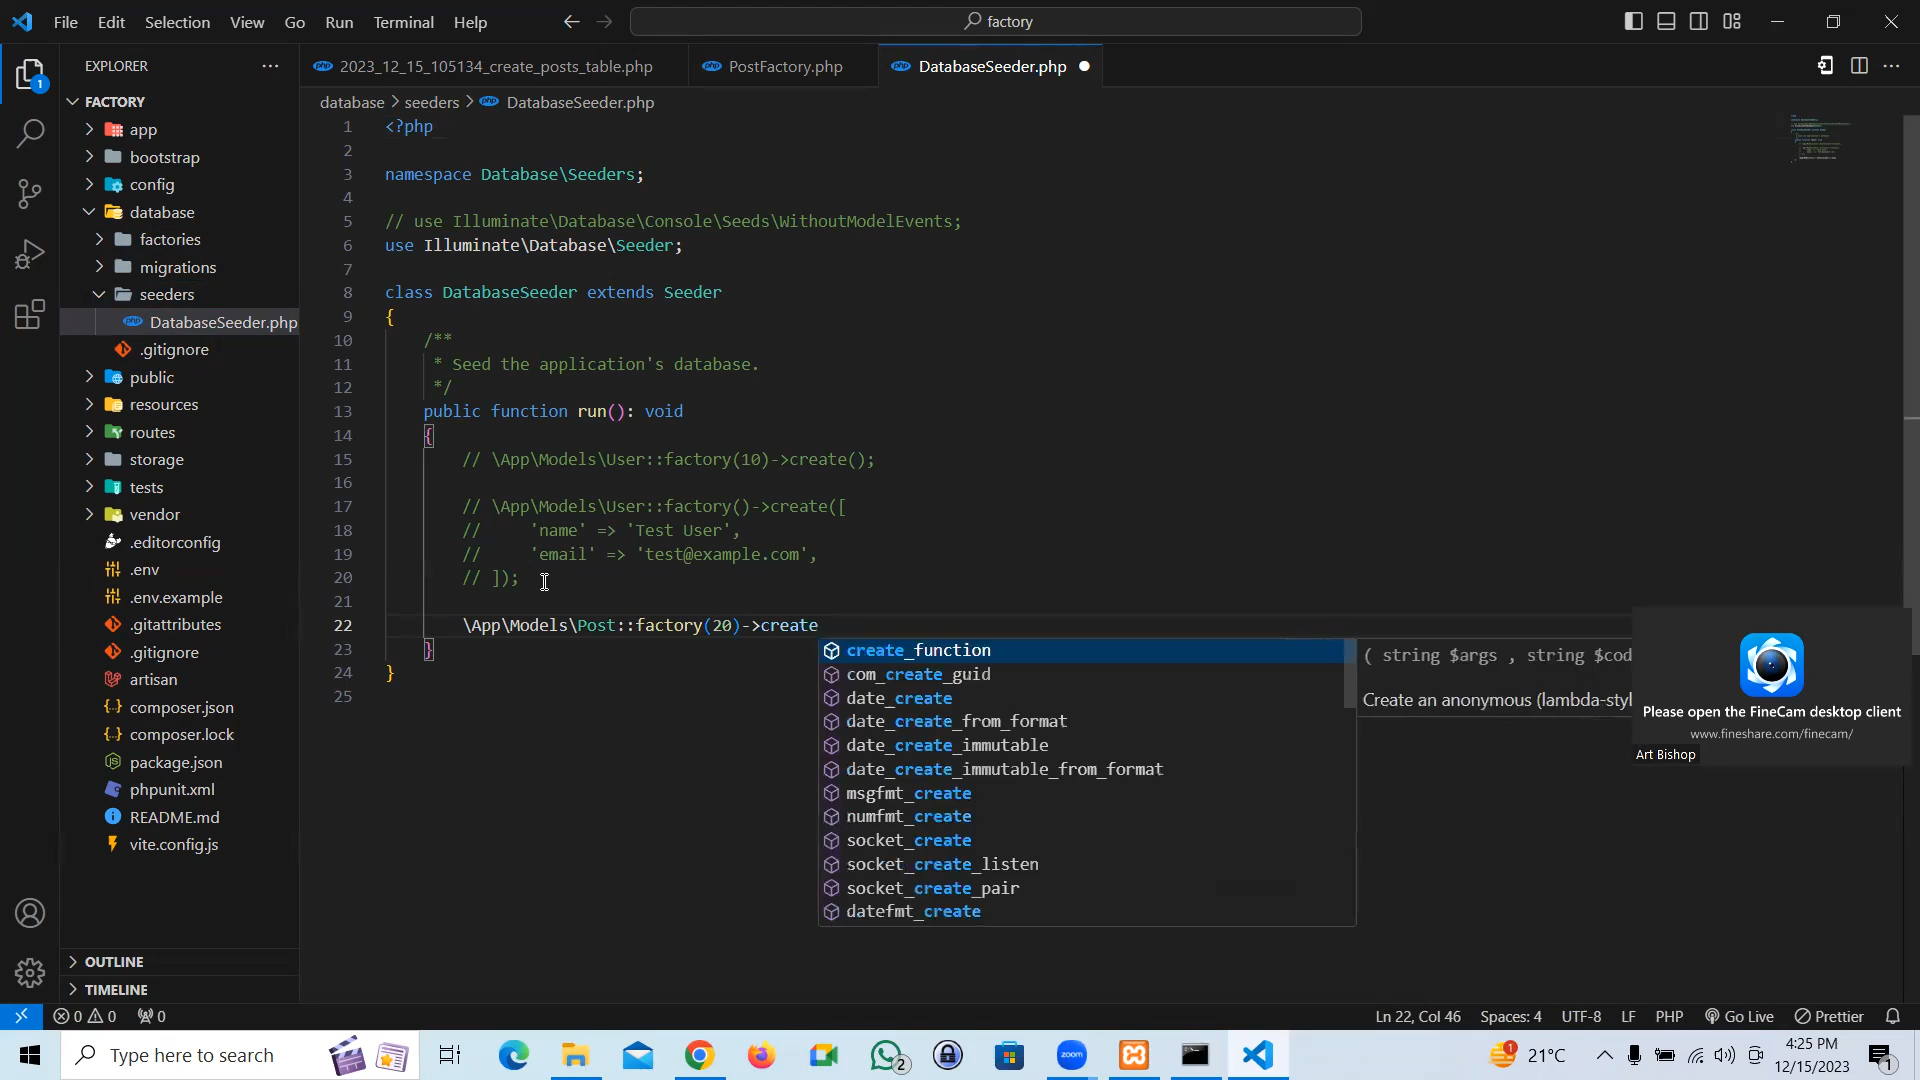 File Edit Selection View Go Run Terminal Help
factory
EXPLORER
FACTORY
app
bootstrap
config
database
factories
migrations
seeders
DatabaseSeeder.php
.gitignore
public
resources
routes
storage
tests
vendor
.editorconfig
.env
.env.example
.gitattributes
.gitignore
artisan
composer.json
composer.lock
package.json
phpunit.xml
README.md
vite.config.js
OUTLINE
TIMELINE
2023_12_15_105134_create_posts_table.php PostFactory.php DatabaseSeeder.php
database > seeders > DatabaseSeeder.php
1 <?php
2
3 namespace Database\Seeders;
4
5 // use Illuminate\Database\Console\Seeds\WithoutModelEvents;
6 use Illuminate\Database\Seeder;
7
8 class DatabaseSeeder extends Seeder
9 {
10 /**
11 * Seed the application's database.
12 */
13 public function run(): void
14 {
15 // \App\Models\User::factory(10)->create();
16
17 // \App\Models\User::factory()->create([
18 // 'name' => 'Test User',
19 // 'email' => 'test@example.com',
20 // ]);
21
22 \App\Models\Post::factory(20)->create
23 }
24 }
25
create_function
com_create_guid
date_create
date_create_from_format
date_create_immutable
date_create_immutable_from_format
msgfmt_create
numfmt_create
socket_create
socket_create_listen
socket_create_pair
datefmt_create
( string $args , string $cod
Create an anonymous (lambda-styl
Please open the FineCam desktop client
www.fineshare.com/finecam/
Art Bishop
0 0 0
Ln 22, Col 46 Spaces: 4 UTF-8 LF PHP Go Live Prettier
Type here to search
2
zoom
1 21°C
4:25 PM
12/15/2023
1